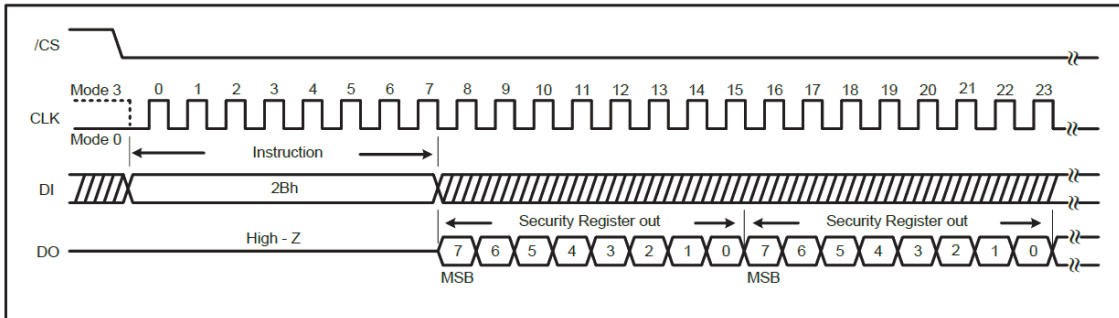 /CS
Mode 3 0 1 2 3 4 5 6 7 8 9 10 11 12 13 14 15 16 17 18 19 20 21 22 23
CLK
Mode 0
Instruction
DI 2Bh
Security Register out Security Register out
High - Z
DO 7 6 5 4 3 2 1 0 7 6 5 4 3 2 1 0
MSB MSB